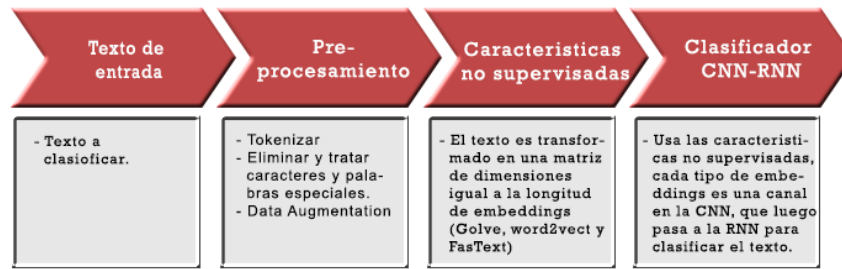 Texto de
entrada
Pre-
procesamiento
Caracteristicas
no supervisadas
Clasificador
CNN-RNN
- Texto a
clasioficar.
- Tokenizar
- Eliminar y tratar
caracteres y pala-
bras especiales.
- Data Augmentation
- El texto es transfor-
mado en una matriz
de dimensiones
igual a la longitud
de embeddings
(Golve, word2vect y
FasText)
- Usa las caracteristi-
cas no supervisadas,
cada tipo de embe-
ddings es una canal
en la CNN, que luego
pasa a la RNN para
clasificar el texto.